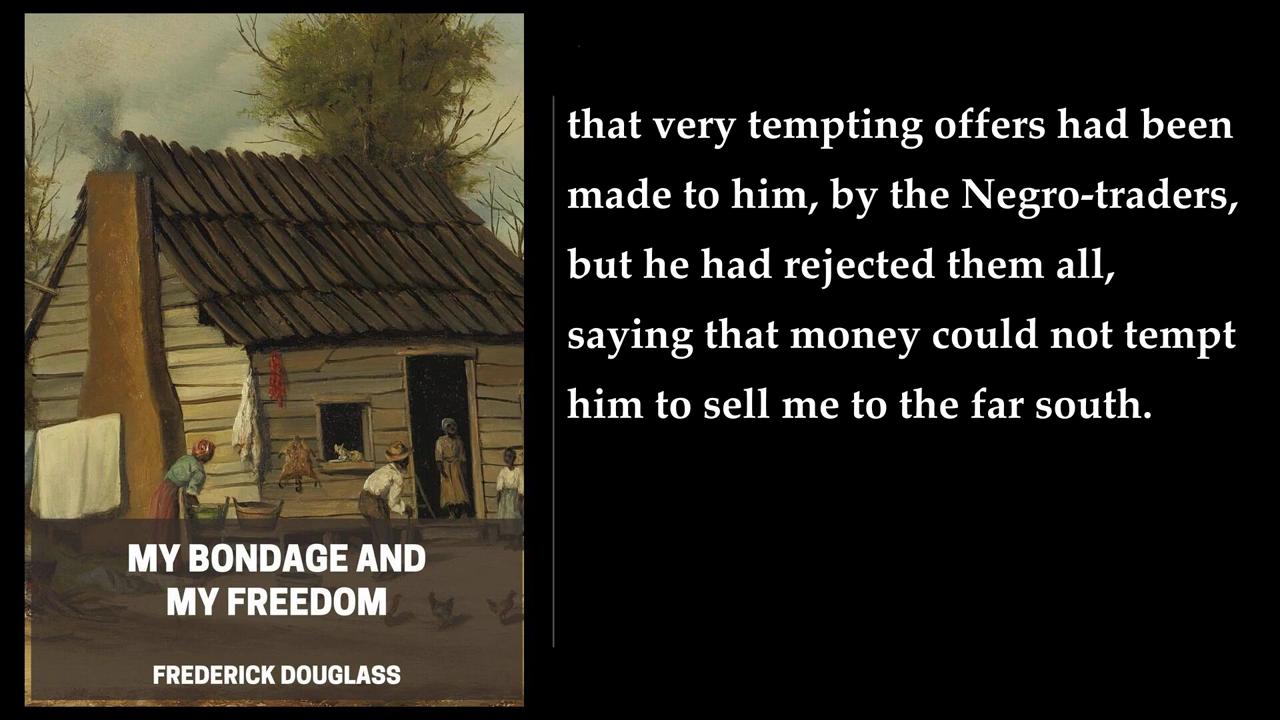 MY BONDAGE AND
MY FREEDOM
FREDERICK DOUGLASS
that very tempting offers had been
made to him, by the Negro-traders,
but he had rejected them all,
saying that money could not tempt
him to sell me to the far south.